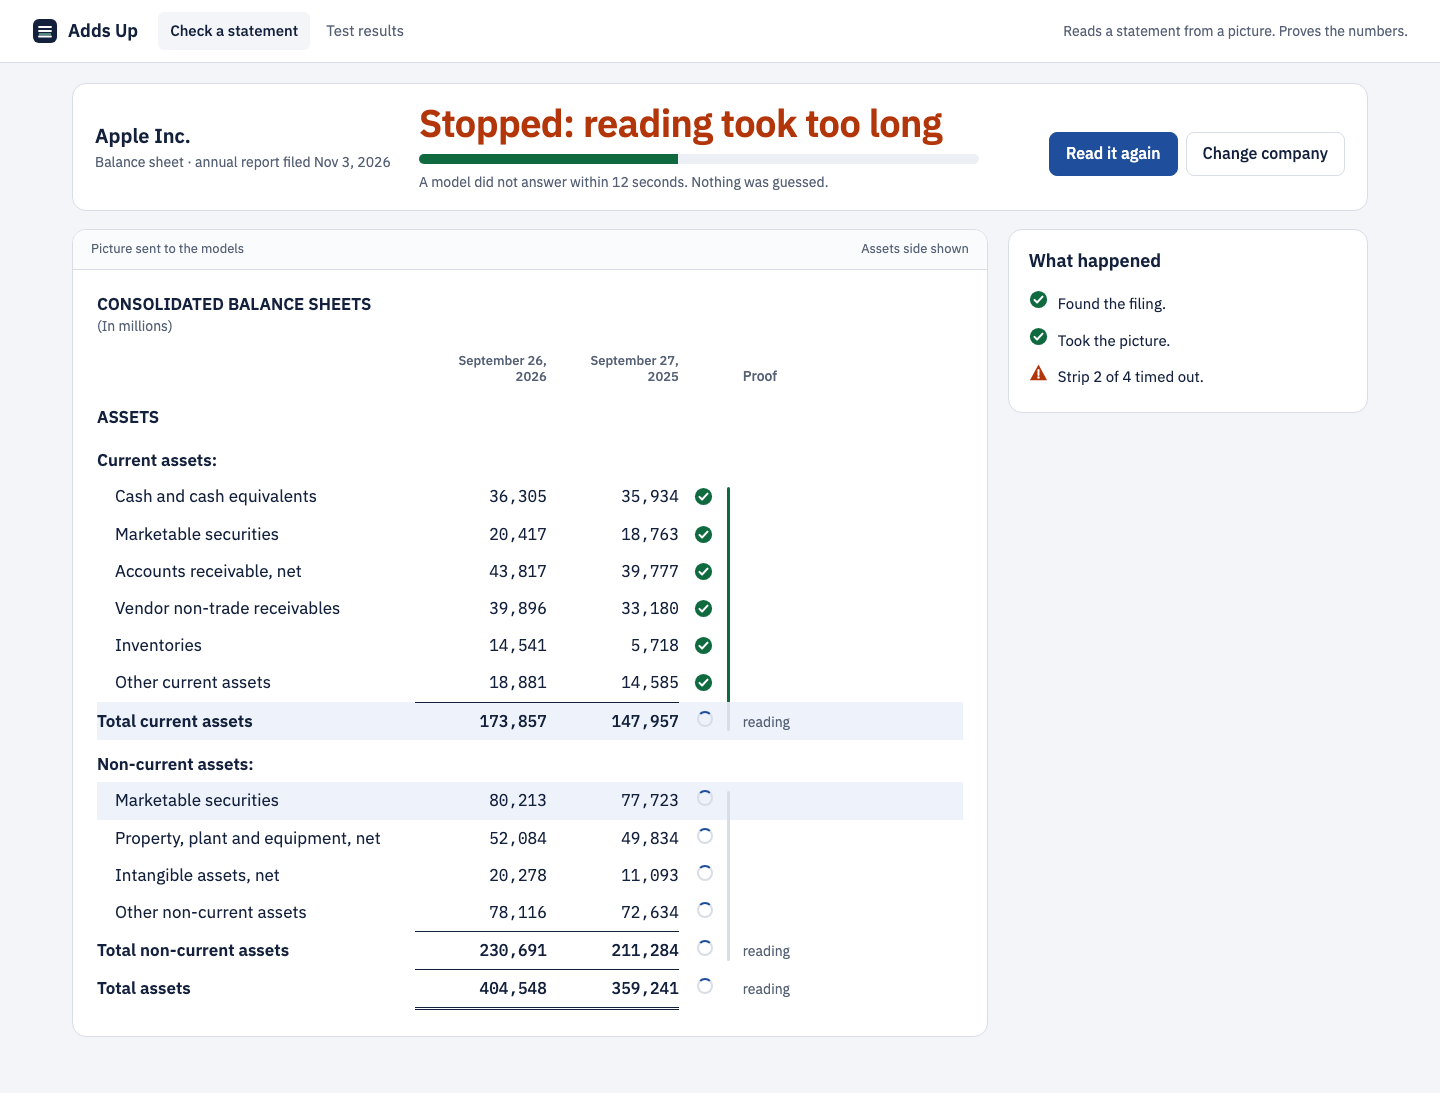 Adds Up
Check a statement
Test results
Reads a statement from a picture. Proves the numbers.
Apple Inc.
Balance sheet · annual report filed Nov 3, 2026
Stopped: reading took too long
A model did not answer within 12 seconds. Nothing was guessed.
Read it again
Change company
Picture sent to the models
Assets side shown
CONSOLIDATED BALANCE SHEETS
(In millions)
September 26, 2026
September 27, 2025
Proof
ASSETS
Current assets:
Cash and cash equivalents 36,305 35,934
Marketable securities 20,417 18,763
Accounts receivable, net 43,817 39,777
Vendor non-trade receivables 39,896 33,180
Inventories 14,541 5,718
Other current assets 18,881 14,585
Total current assets 173,857 147,957 reading
Non-current assets:
Marketable securities 80,213 77,723
Property, plant and equipment, net 52,084 49,834
Intangible assets, net 20,278 11,093
Other non-current assets 78,116 72,634
Total non-current assets 230,691 211,284 reading
Total assets 404,548 359,241 reading
What happened
Found the filing.
Took the picture.
Strip 2 of 4 timed out.